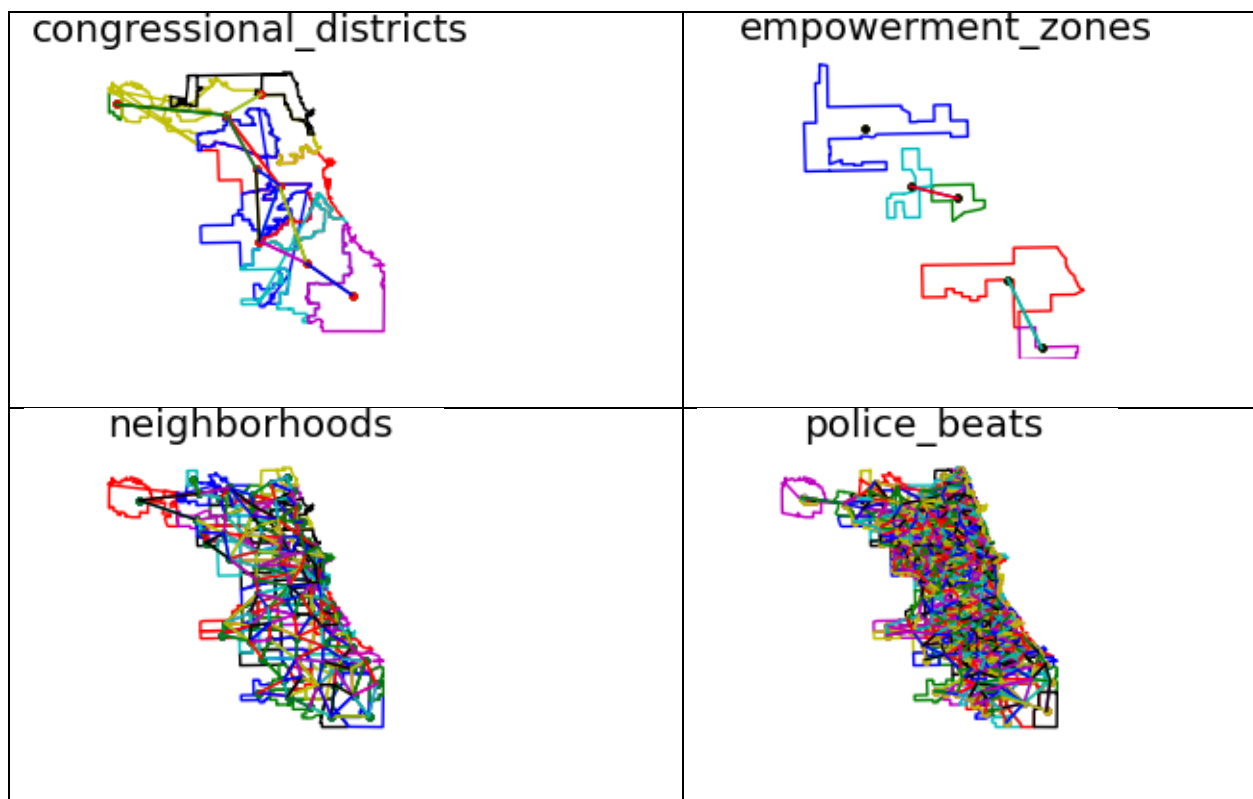 congressional_districts
empowerment_zones
neighborhoods
police_beats